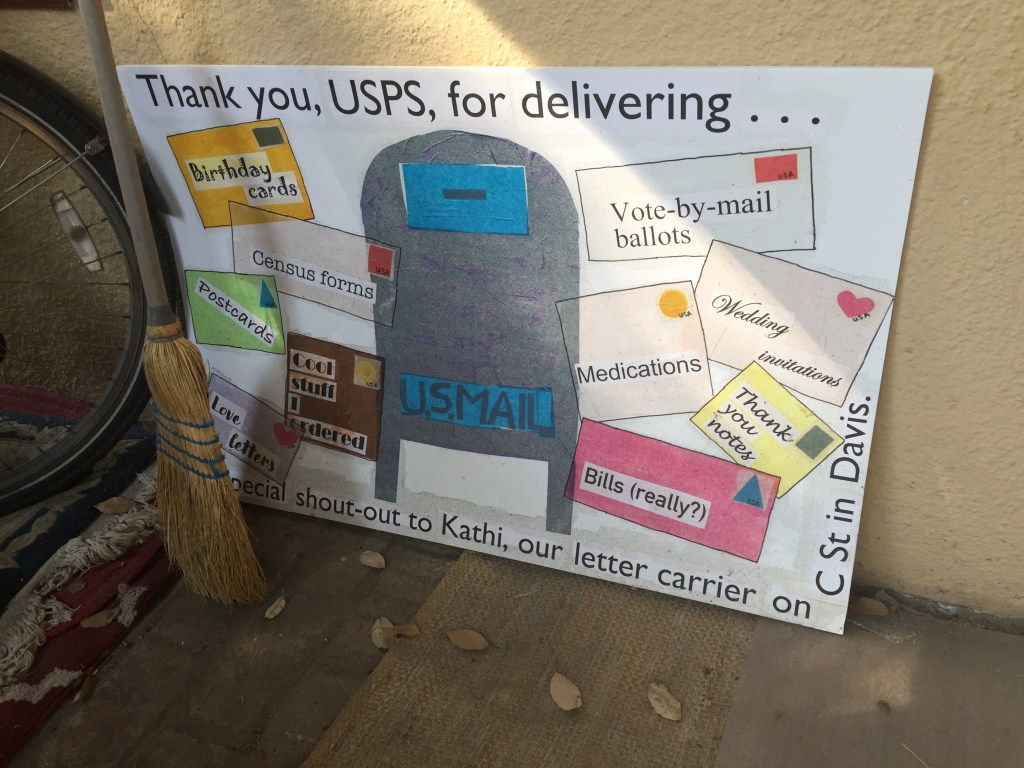 Thank you, USPS, for delivering . . .
Birthday
cards
Census forms
USA
Postcards
Cool
stuff
I
ordered
USA
Love
letters
U.S.MAIL
Vote-by-mail
ballots
USA
Medications
USA
Wedding
invitations
USA
Thank
you
notes
Bills (really?)
USA
pecial shout-out to Kathi, our letter carrier on
C St in Davis.